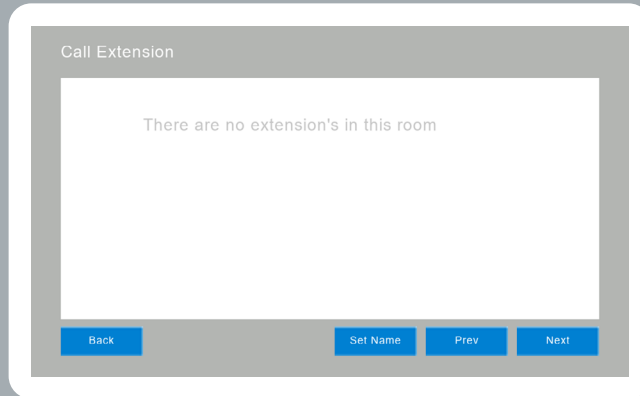 Call Extension
There are no extension's in this room
Back
Set Name
Prev
Next